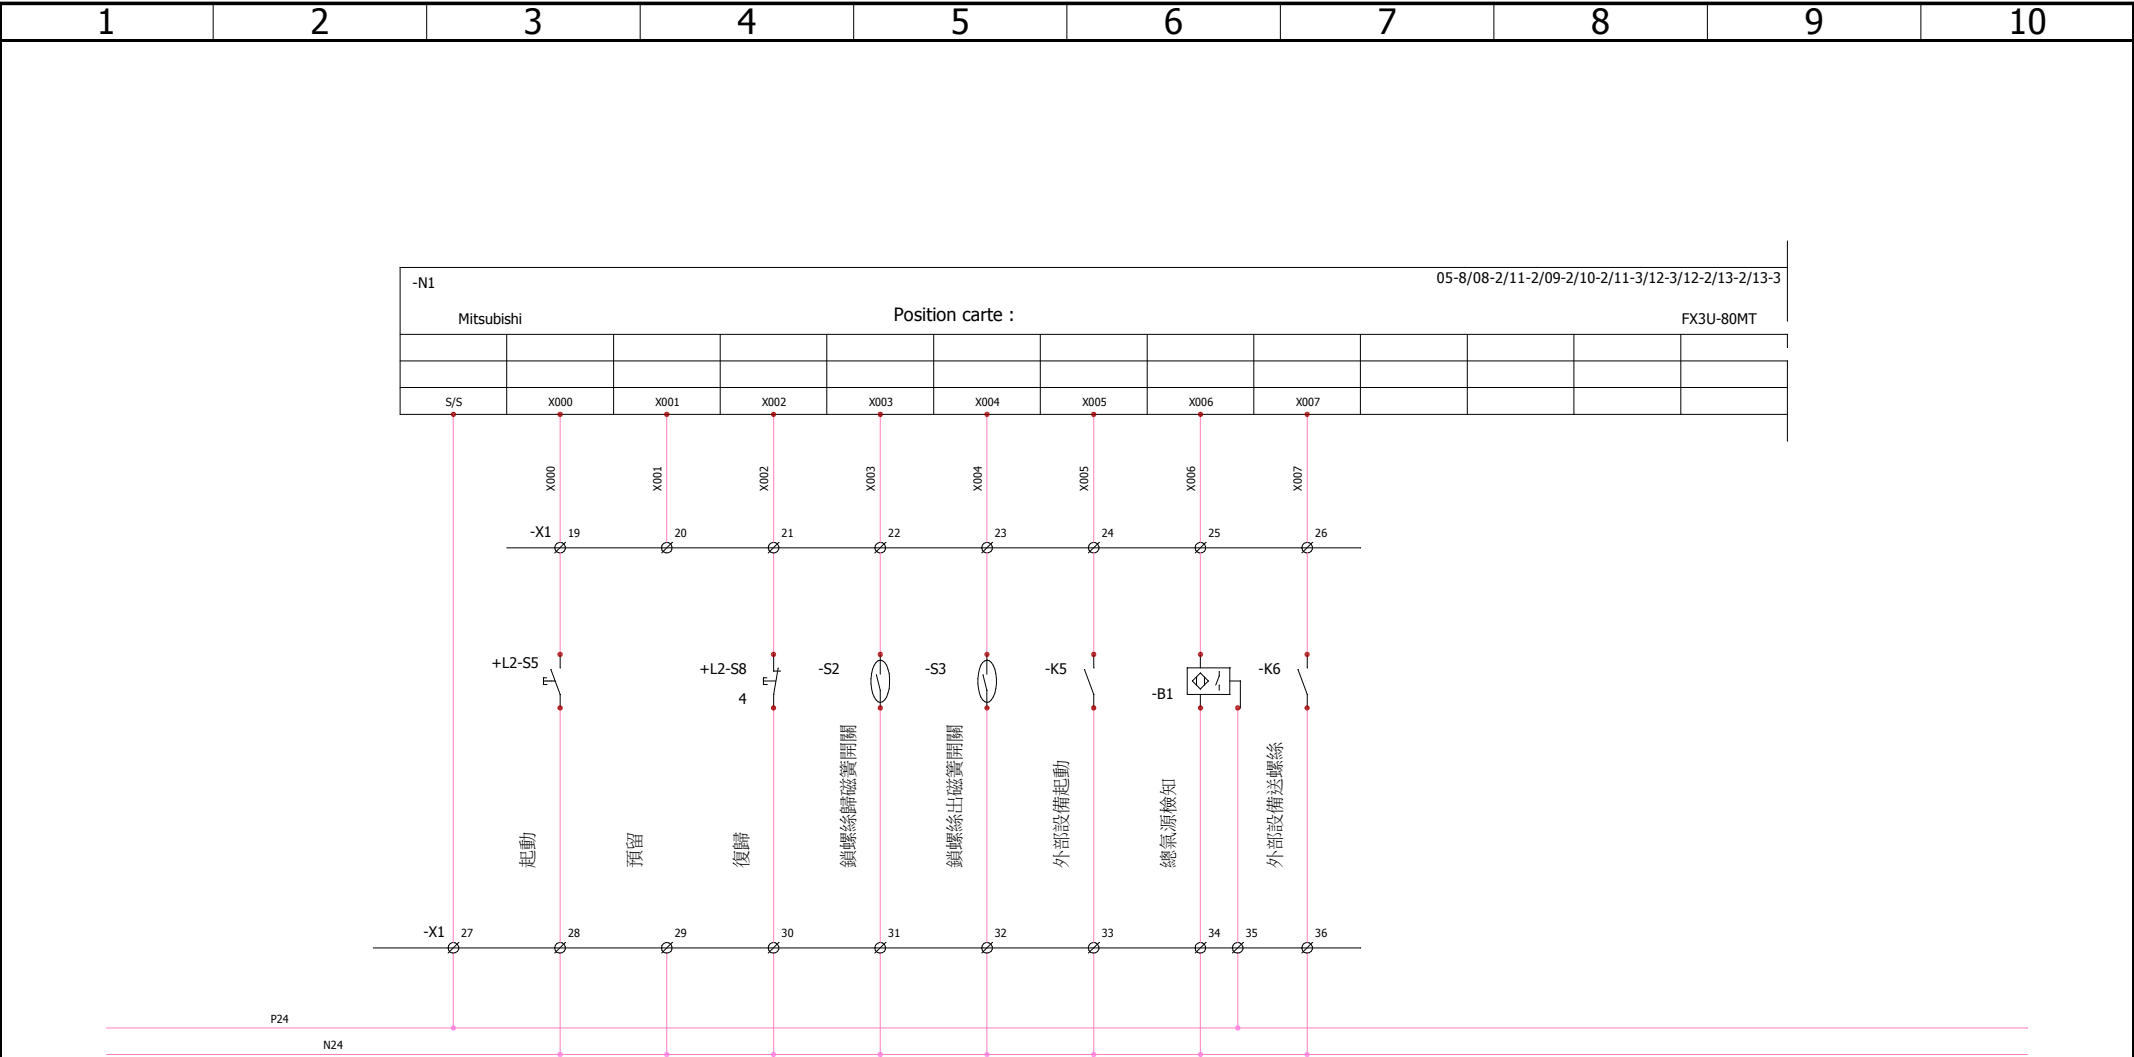 1 2 3 4 5 6 7 8 9 10
-N1 05-8/08-2/11-2/09-2/10-2/11-3/12-3/12-2/13-2/13-3
Mitsubishi Position carte : FX3U-80MT
S/S X000 X001 X002 X003 X004 X005 X006 X007
X000 X001 X002 X003 X004 X005 X006 X007
-X1 19 20 21 22 23 24 25 26
+L2-S5 +L2-S8 -S2 -S3 -K5 -B1 -K6
4
起動
預留
復歸
鎖螺絲歸磁簧開關
鎖螺絲出磁簧開關
外部設備起動
總氣源檢知
外部設備送螺絲
-X1 27 28 29 30 31 32 33 34 35 36
P24
N24